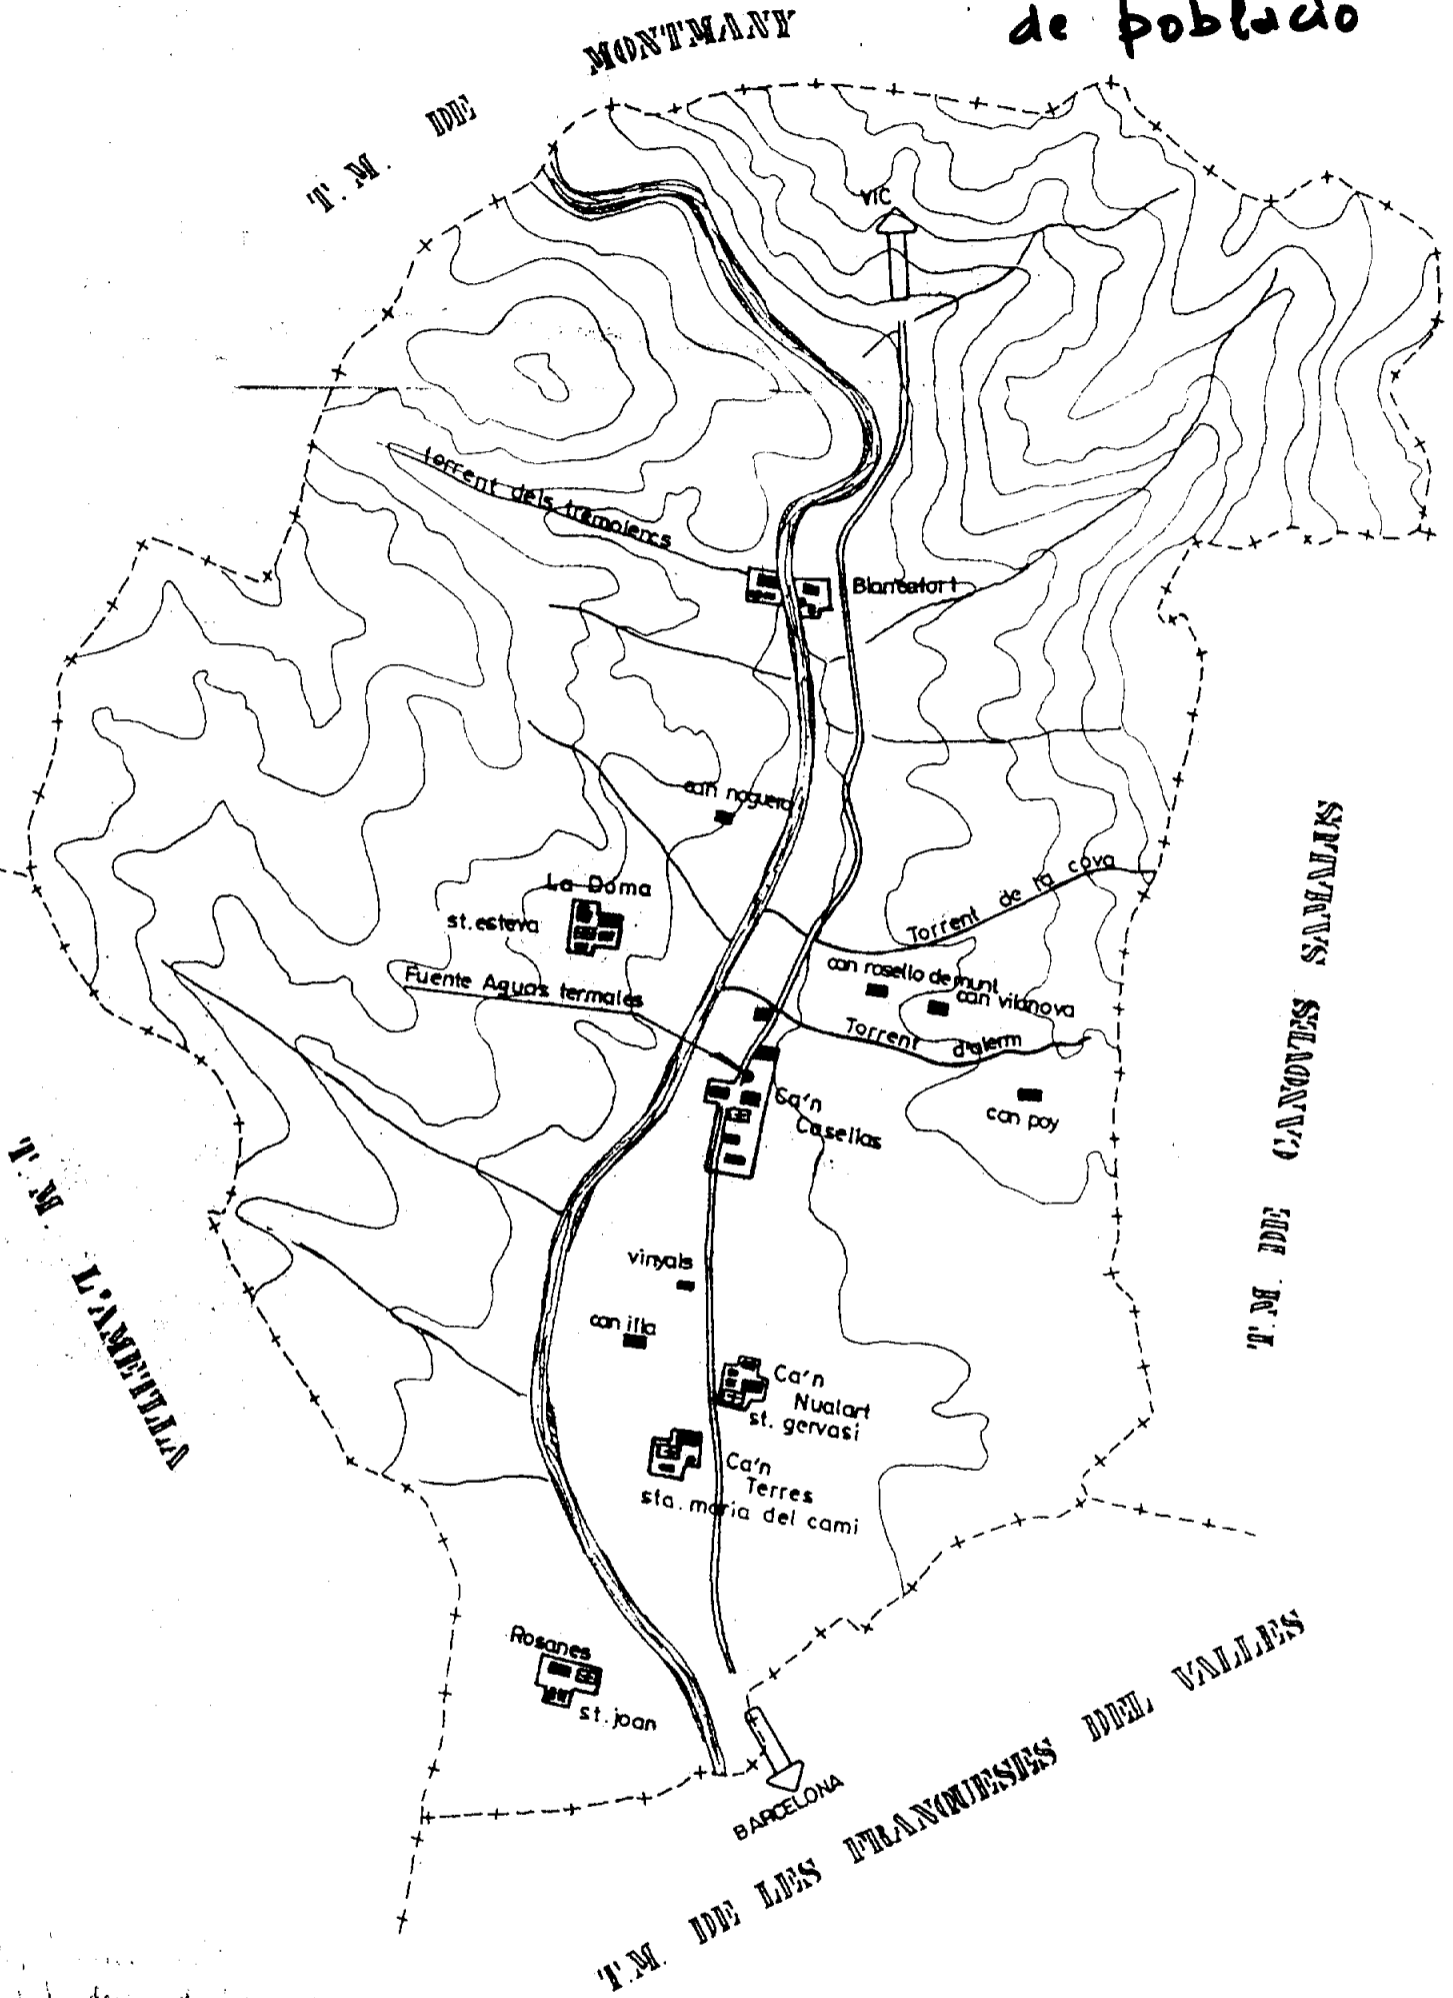 de població
T.M. DE MONTMANY
VIC
torrent dels tremolencs
Blancafort
can noguera
La Doma
st. esteva
Fuente Aguas termales
Torrent de la cova
can rosello demunt
can vilanova
Torrent d'alerm
can poy
Ca'n
Casellas
vinyals
can illa
Ca'n
Nualart
st. gervasi
Ca'n
Terres
sta. maria del cami
Rosanes
st. joan
BARCELONA
T.M. L'AMETLLA
T.M. DE CANOVES SAMALUS
T.M. DE LES FRANQUESES DEL VALLES